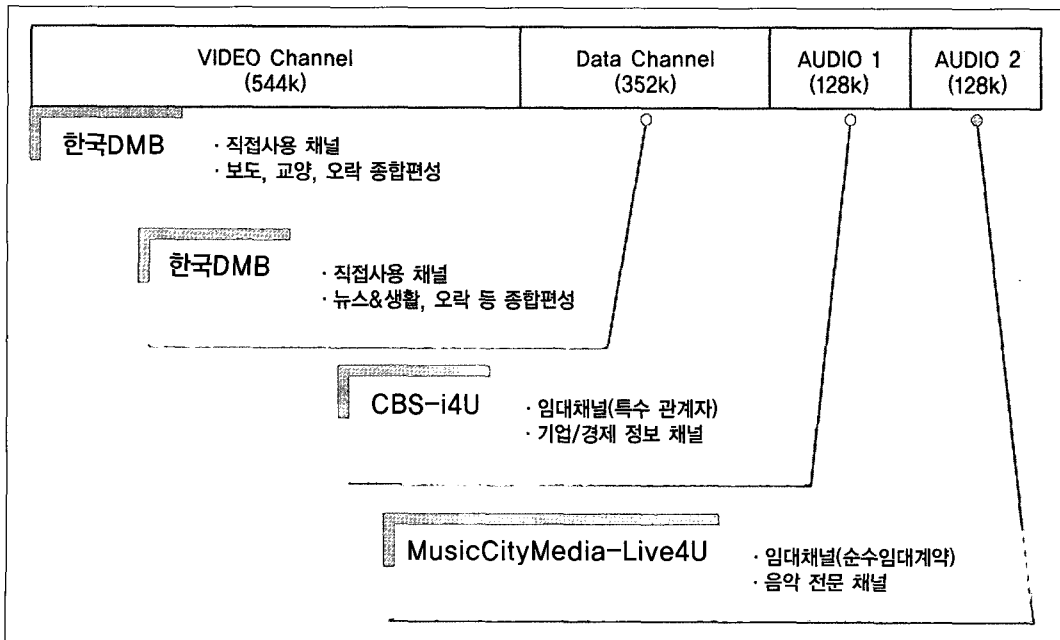 VIDEO Channel
(544k)
Data Channel
(352k)
AUDIO 1
(128k)
AUDIO 2
(128k)
한국DMB
· 직접사용 채널
· 보도, 교양, 오락 종합편성
한국DMB
· 직접사용 채널
· 뉴스&생활, 오락 등 종합편성
CBS-i4U
· 임대채널(특수 관계자)
· 기업/경제 정보 채널
MusicCityMedia-Live4U
· 임대채널(순수임대계약)
· 음악 전문 채널